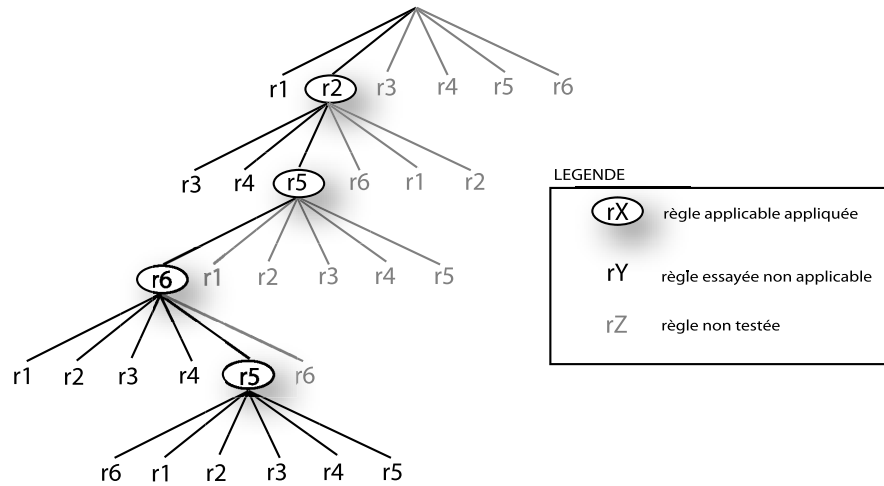 r1 r2 r3 r4 r5 r6
r3 r4 r5 r6 r1 r2
r6 r1 r2 r3 r4 r5
r1 r2 r3 r4 r5 r6
r6 r1 r2 r3 r4 r5
LEGENDE
rX règle applicable appliquée
rY règle essayée non applicable
rZ règle non testée